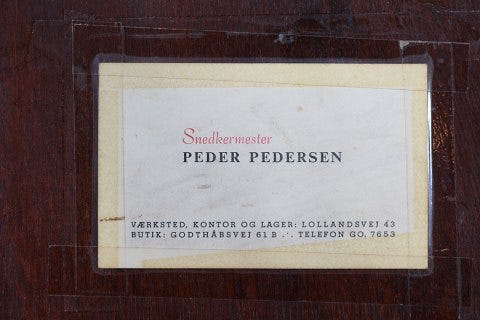 Snedkermester
PEDER PEDERSEN
VÆRKSTED, KONTOR OG LAGER: LOLLANDSVEJ 43
BUTIK: GODTHÅBSVEJ 61 B .·. TELEFON GO. 7653